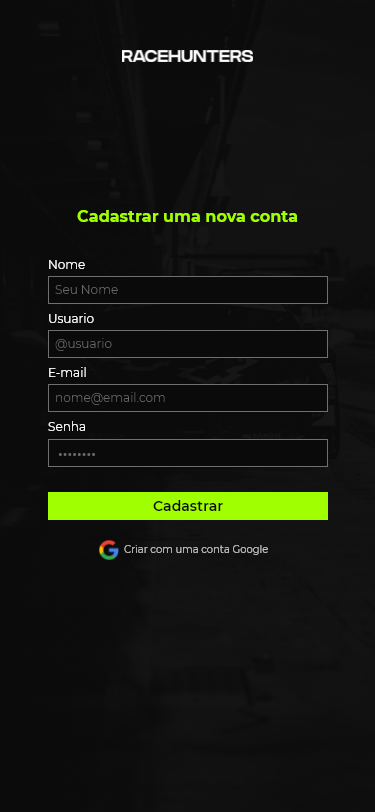 RACEHUNTERS
Cadastrar uma nova conta
Nome
Seu Nome
Usuario
@usuario
E-mail
nome@email.com
Senha
••••••••
Cadastrar
Criar com uma conta Google